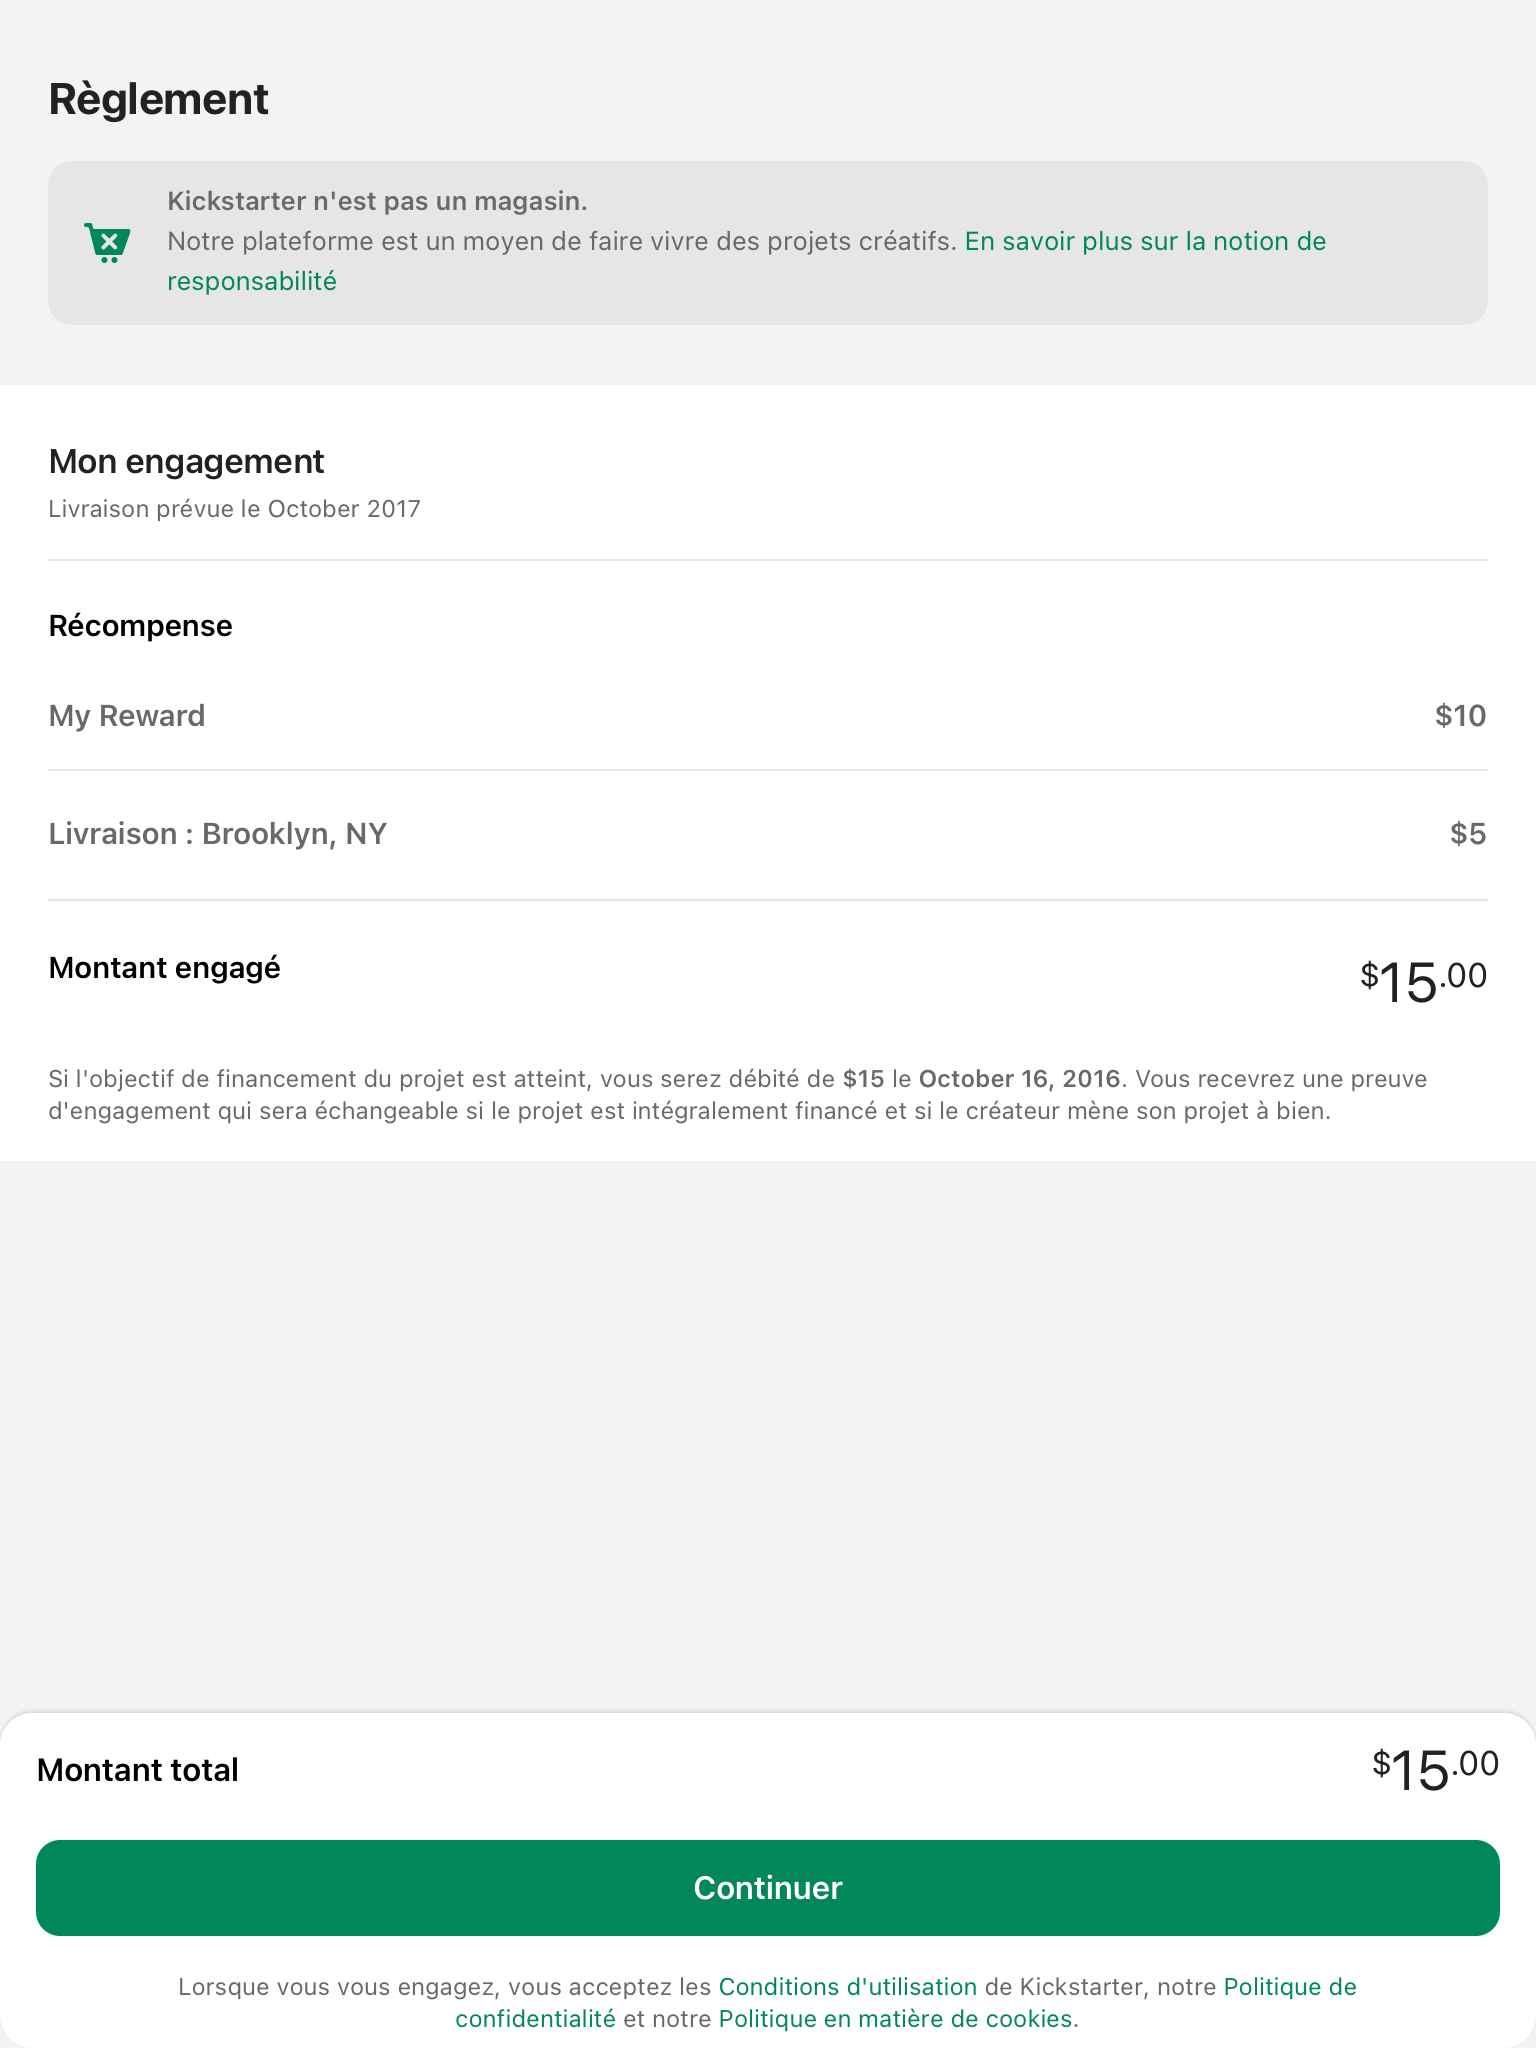 Règlement
Kickstarter n'est pas un magasin.
Notre plateforme est un moyen de faire vivre des projets créatifs. En savoir plus sur la notion de
responsabilité
Mon engagement
Livraison prévue le October 2017
Récompense
My Reward $10
Livraison : Brooklyn, NY $5
Montant engagé $15.00
Si l'objectif de financement du projet est atteint, vous serez débité de $15 le October 16, 2016. Vous recevrez une preuve
d'engagement qui sera échangeable si le projet est intégralement financé et si le créateur mène son projet à bien.
Montant total $15.00
Continuer
Lorsque vous vous engagez, vous acceptez les Conditions d'utilisation de Kickstarter, notre Politique de
confidentialité et notre Politique en matière de cookies.